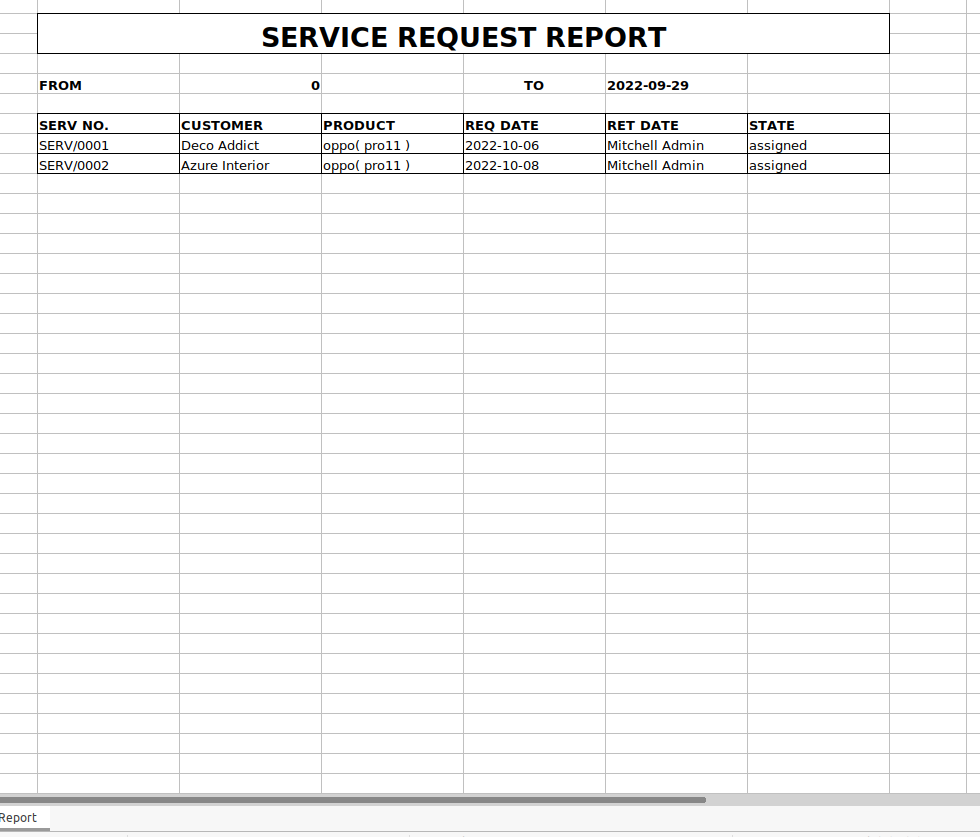 SERVICE REQUEST REPORT
FROM 0 TO 2022-09-29
SERV NO. CUSTOMER PRODUCT REQ DATE RET DATE STATE
SERV/0001 Deco Addict oppo( pro11 ) 2022-10-06 Mitchell Admin assigned
SERV/0002 Azure Interior oppo( pro11 ) 2022-10-08 Mitchell Admin assigned
Report